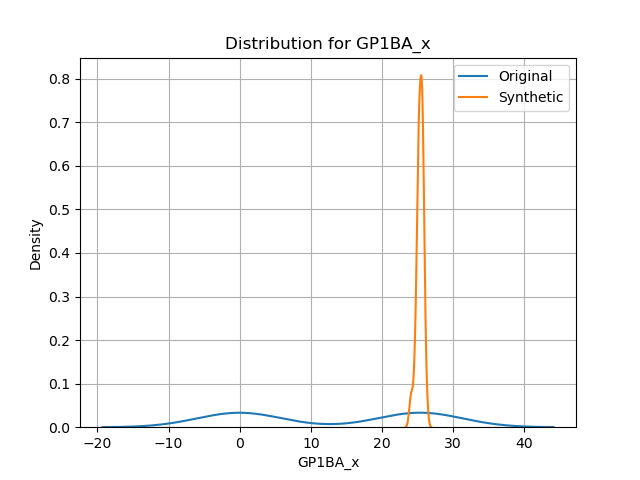 Distribution for GP1BA_x
Original
Synthetic
Density
0.8
0.7
0.6
0.5
0.4
0.3
0.2
0.1
0.0
−20 −10 0 10 20 30 40
GP1BA_x